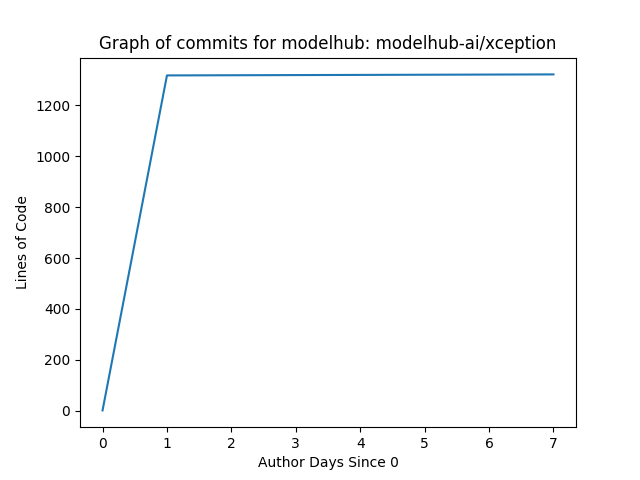 Graph of commits for modelhub: modelhub-ai/xception
1200
1000
800
600
400
200
0
Lines of Code
0 1 2 3 4 5 6 7
Author Days Since 0